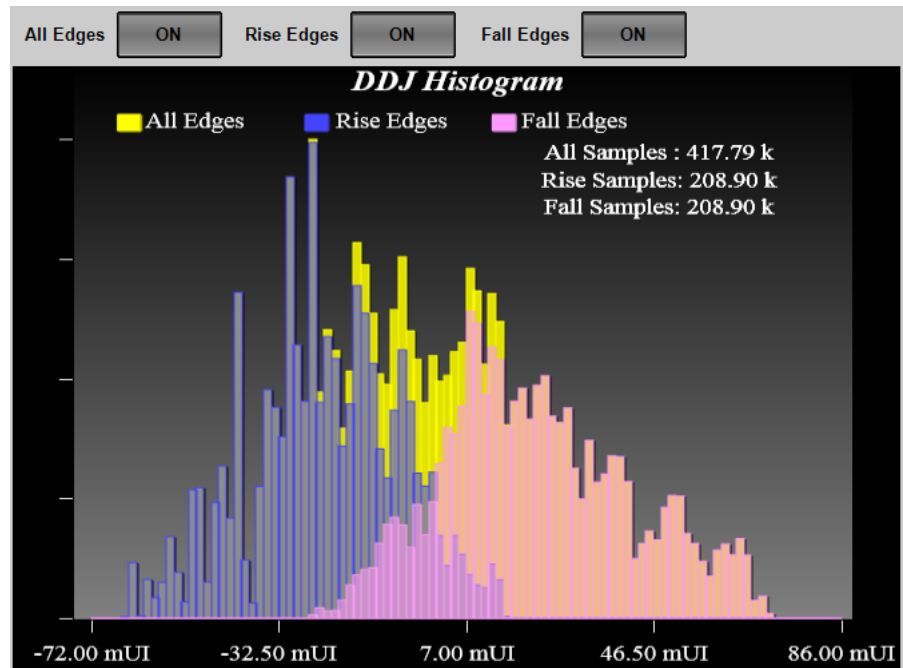 All Edges ON Rise Edges ON Fall Edges ON
DDJ Histogram
All Edges Rise Edges Fall Edges
All Samples : 417.79 k
Rise Samples: 208.90 k
Fall Samples: 208.90 k
-72.00 mUI -32.50 mUI 7.00 mUI 46.50 mUI 86.00 mUI